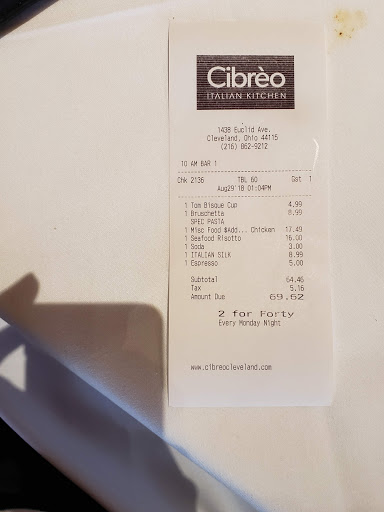 Cibrèo
ITALIAN KITCHEN
1438 Euclid Ave.
Cleveland, Ohio 44115
(216) 862-9212
10 AM BAR 1
Chk 2136 TBL 60 Gst 1
Aug29'18 01:04PM
1 Tom Bisque Cup 4.99
1 Bruschetta 8.99
SPEC PASTA
1 Misc Food $Add... Chicken 17.49
1 Seafood Risotto 16.00
1 Soda 3.00
1 ITALIAN SILK 8.99
1 Espresso 5.00
Subtotal 64.46
Tax 5.16
Amount Due 69.62
2 for Forty
Every Monday Night
www.cibreocleveland.com